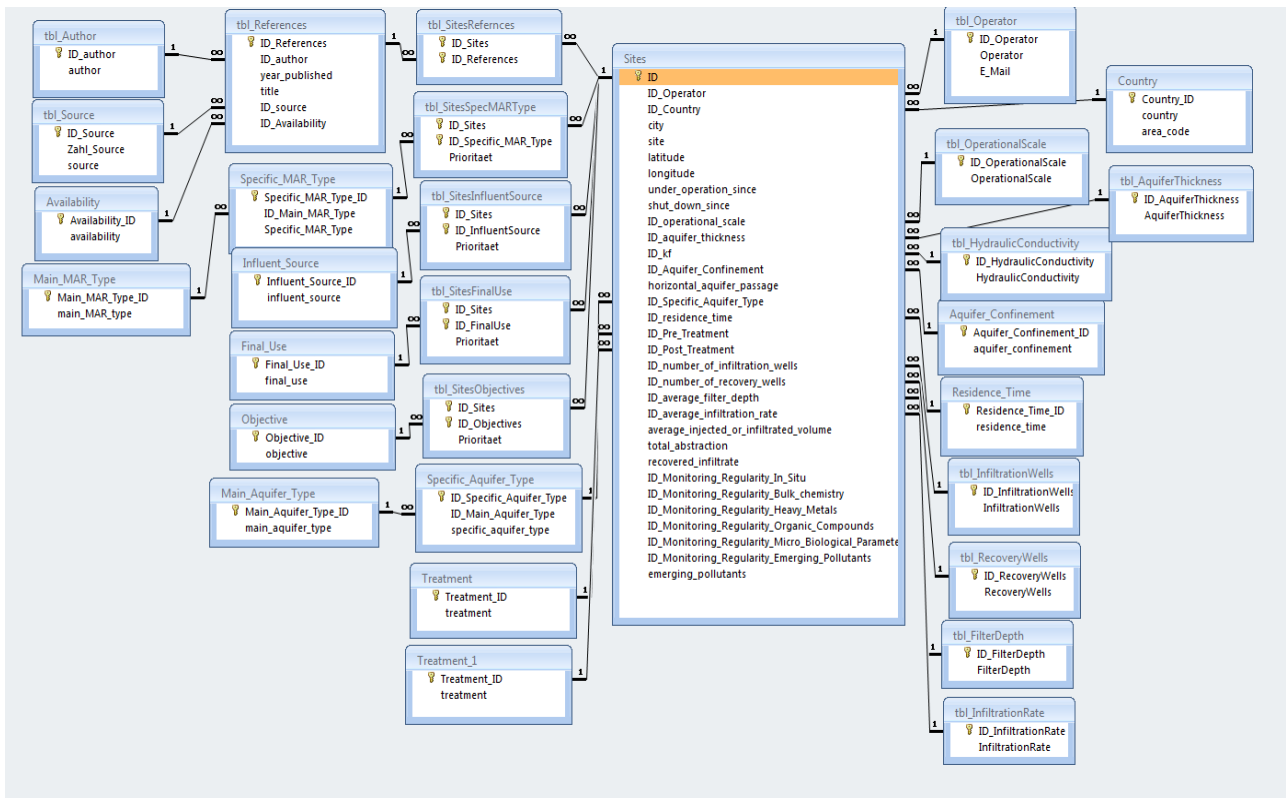 tbl_Author
ID_author
author
tbl_Source
ID_Source
Zahl_Source
source
Availability
Availability_ID
availability
Main_MAR_Type
Main_MAR_Type_ID
main_MAR_type
tbl_References
ID_References
ID_author
year_published
title
ID_source
ID_Availability
Specific_MAR_Type
Specific_MAR_Type_ID
ID_Main_MAR_Type
Specific_MAR_Type
Influent_Source
Influent_Source_ID
influent_source
Final_Use
Final_Use_ID
final_use
Objective
Objective_ID
objective
Main_Aquifer_Type
Main_Aquifer_Type_ID
main_aquifer_type
tbl_SitesRefernces
ID_Sites
ID_References
tbl_SitesSpecMARType
ID_Sites
ID_Specific_MAR_Type
Prioritaet
tbl_SitesInfluentSource
ID_Sites
ID_InfluentSource
Prioritaet
tbl_SitesFinalUse
ID_Sites
ID_FinalUse
Prioritaet
tbl_SitesObjectives
ID_Sites
ID_Objectives
Prioritaet
Specific_Aquifer_Type
ID_Specific_Aquifer_Type
ID_Main_Aquifer_Type
specific_aquifer_type
Treatment
Treatment_ID
treatment
Treatment_1
Treatment_ID
treatment
Sites
ID
ID_Operator
ID_Country
city
site
latitude
longitude
under_operation_since
shut_down_since
ID_operational_scale
ID_aquifer_thickness
ID_kf
ID_Aquifer_Confinement
horizontal_aquifer_passage
ID_Specific_Aquifer_Type
ID_residence_time
ID_Pre_Treatment
ID_Post_Treatment
ID_number_of_infiltration_wells
ID_number_of_recovery_wells
ID_average_filter_depth
ID_average_infiltration_rate
average_injected_or_infiltrated_volume
total_abstraction
recovered_infiltrate
ID_Monitoring_Regularity_In_Situ
ID_Monitoring_Regularity_Bulk_chemistry
ID_Monitoring_Regularity_Heavy_Metals
ID_Monitoring_Regularity_Organic_Compounds
ID_Monitoring_Regularity_Micro_Biological_Paramete
ID_Monitoring_Regularity_Emerging_Pollutants
emerging_pollutants
tbl_Operator
ID_Operator
Operator
E_Mail
Country
Country_ID
country
area_code
tbl_OperationalScale
ID_OperationalScale
OperationalScale
tbl_AquiferThickness
ID_AquiferThickness
AquiferThickness
tbl_HydraulicConductivity
ID_HydraulicConductivity
HydraulicConductivity
Aquifer_Confinement
Aquifer_Confinement_ID
aquifer_confinement
Residence_Time
Residence_Time_ID
residence_time
tbl_InfiltrationWells
ID_InfiltrationWells
InfiltrationWells
tbl_RecoveryWells
ID_RecoveryWells
RecoveryWells
tbl_FilterDepth
ID_FilterDepth
FilterDepth
tbl_InfiltrationRate
ID_InfiltrationRate
InfiltrationRate